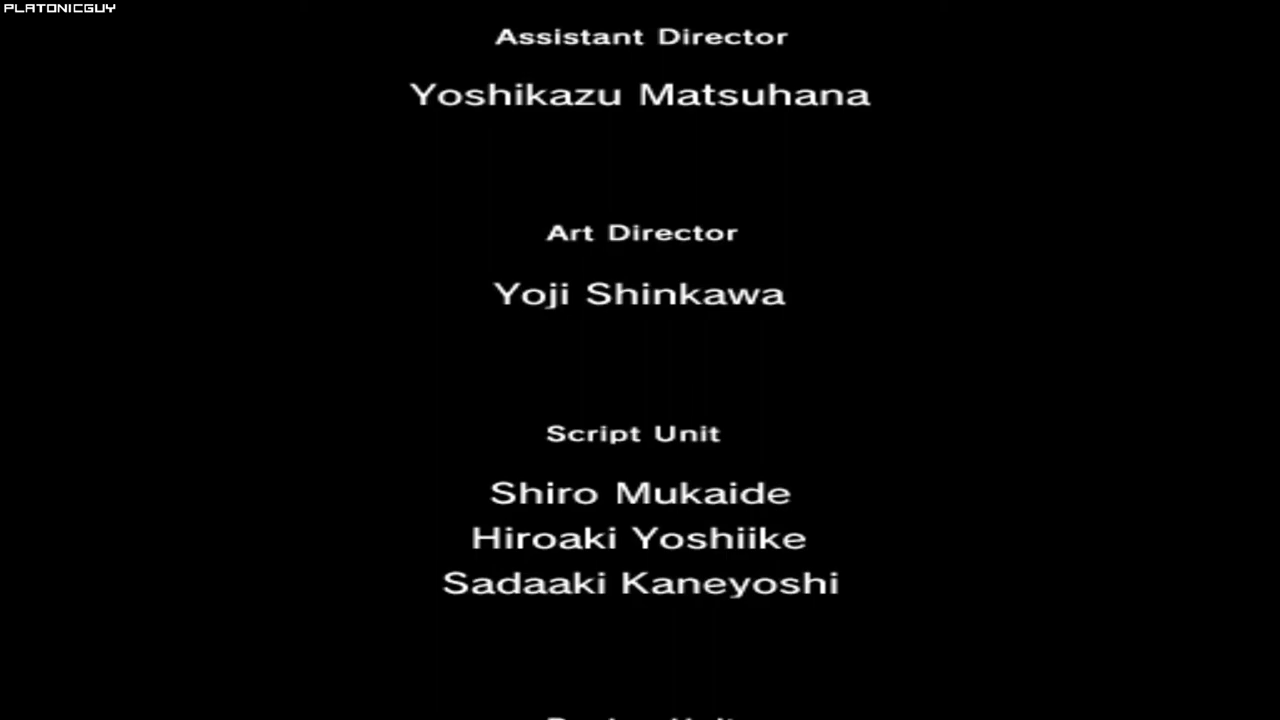 PLATONICGUY
Assistant Director
Yoshikazu Matsuhana
Art Director
Yoji Shinkawa
Script Unit
Shiro Mukaide
Hiroaki Yoshiike
Sadaaki Kaneyoshi